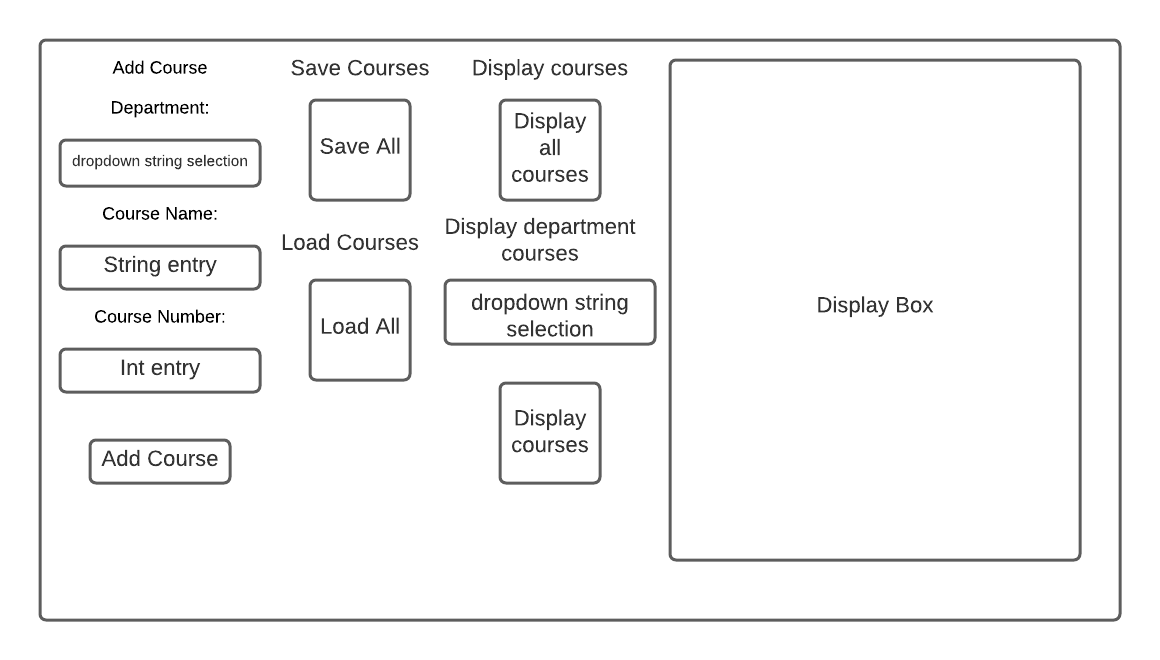 Add Course
Department:
dropdown string selection
Course Name:
String entry
Course Number:
Int entry
Add Course
Save Courses
Save All
Load Courses
Load All
Display courses
Display
all
courses
Display department
courses
dropdown string
selection
Display
courses
Display Box